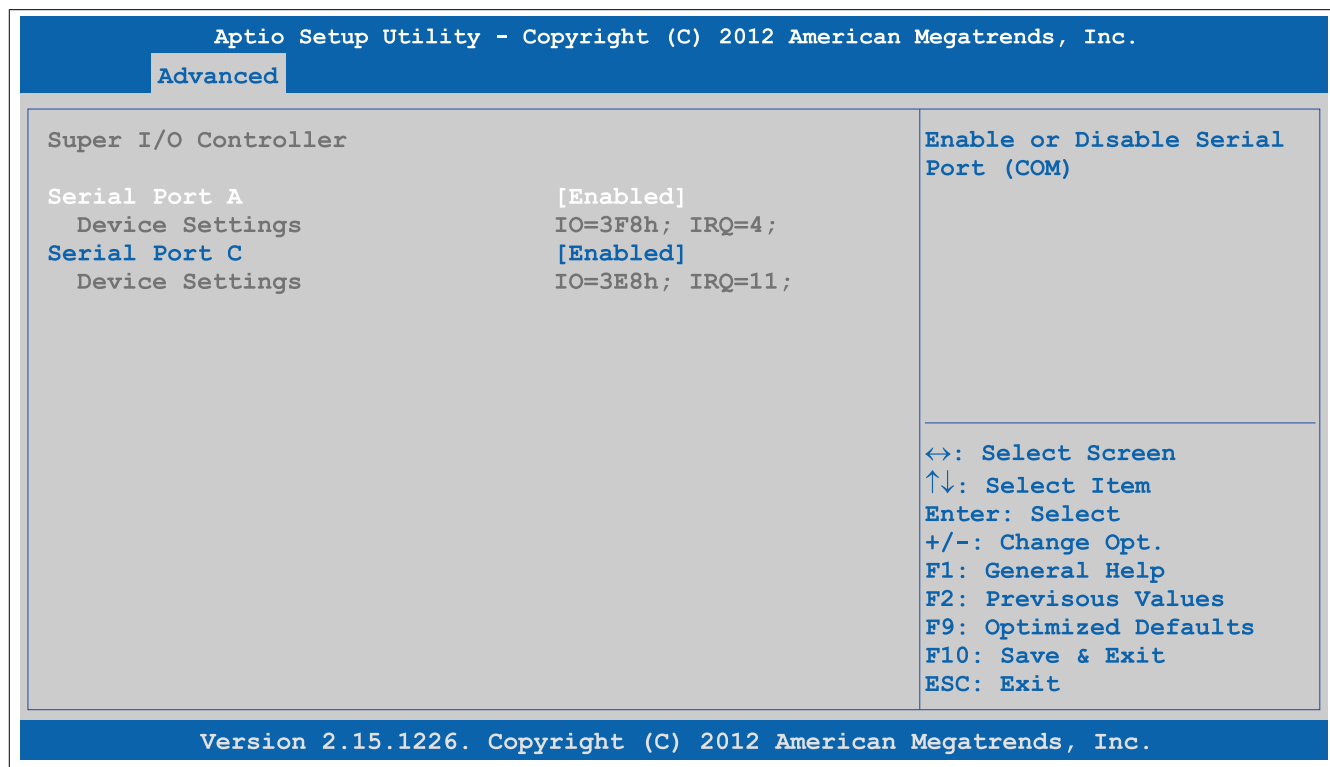 Aptio Setup Utility - Copyright (C) 2012 American Megatrends, Inc.
Advanced
Super I/O Controller
Serial Port A [Enabled]
Device Settings IO=3F8h; IRQ=4;
Serial Port C [Enabled]
Device Settings IO=3E8h; IRQ=11;
Enable or Disable Serial
Port (COM)
↔: Select Screen
↑↓: Select Item
Enter: Select
+/-: Change Opt.
F1: General Help
F2: Previsous Values
F9: Optimized Defaults
F10: Save & Exit
ESC: Exit
Version 2.15.1226. Copyright (C) 2012 American Megatrends, Inc.